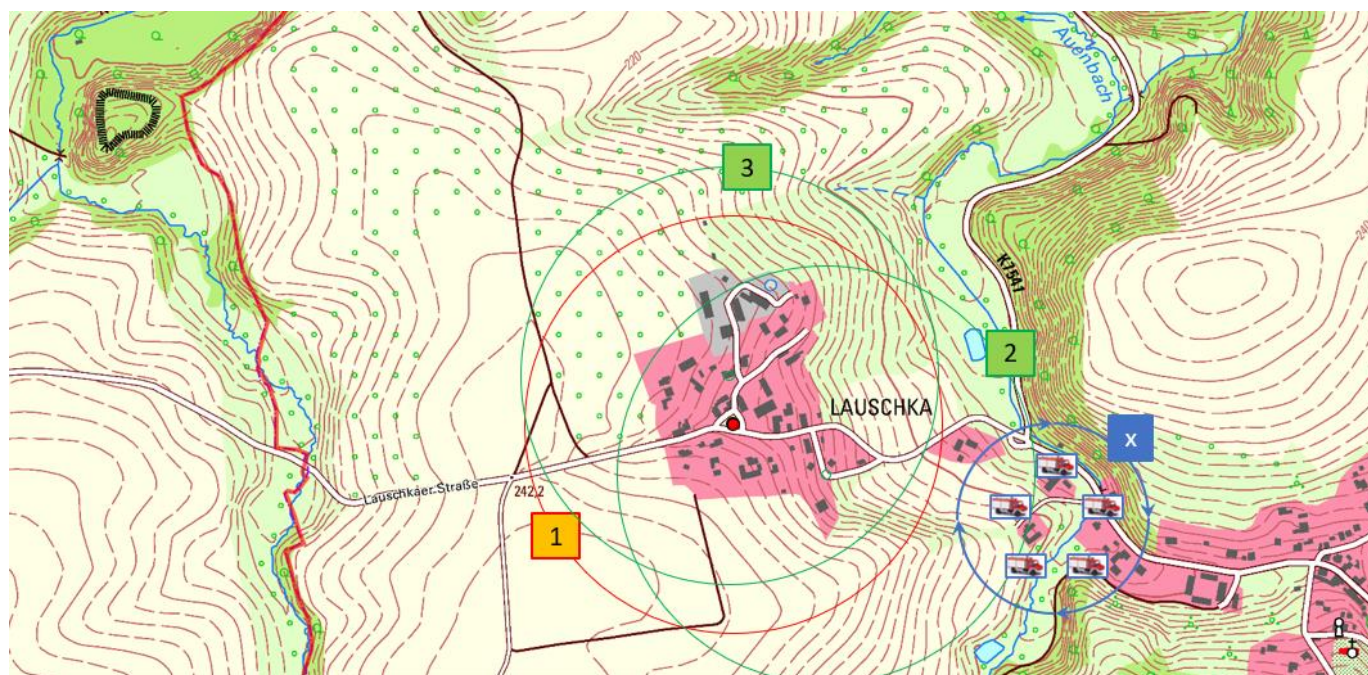 220
Auenbach
3
K7541
240
2
LAUSCHKA
X
Lauschkaer Straße
242,2
1